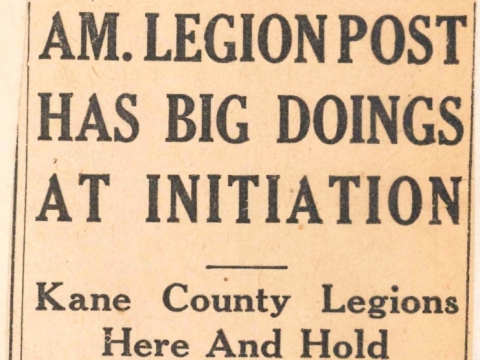 AM. LEGION POST
HAS BIG DOINGS
AT INITIATION
Kane County Legions
Here And Hold